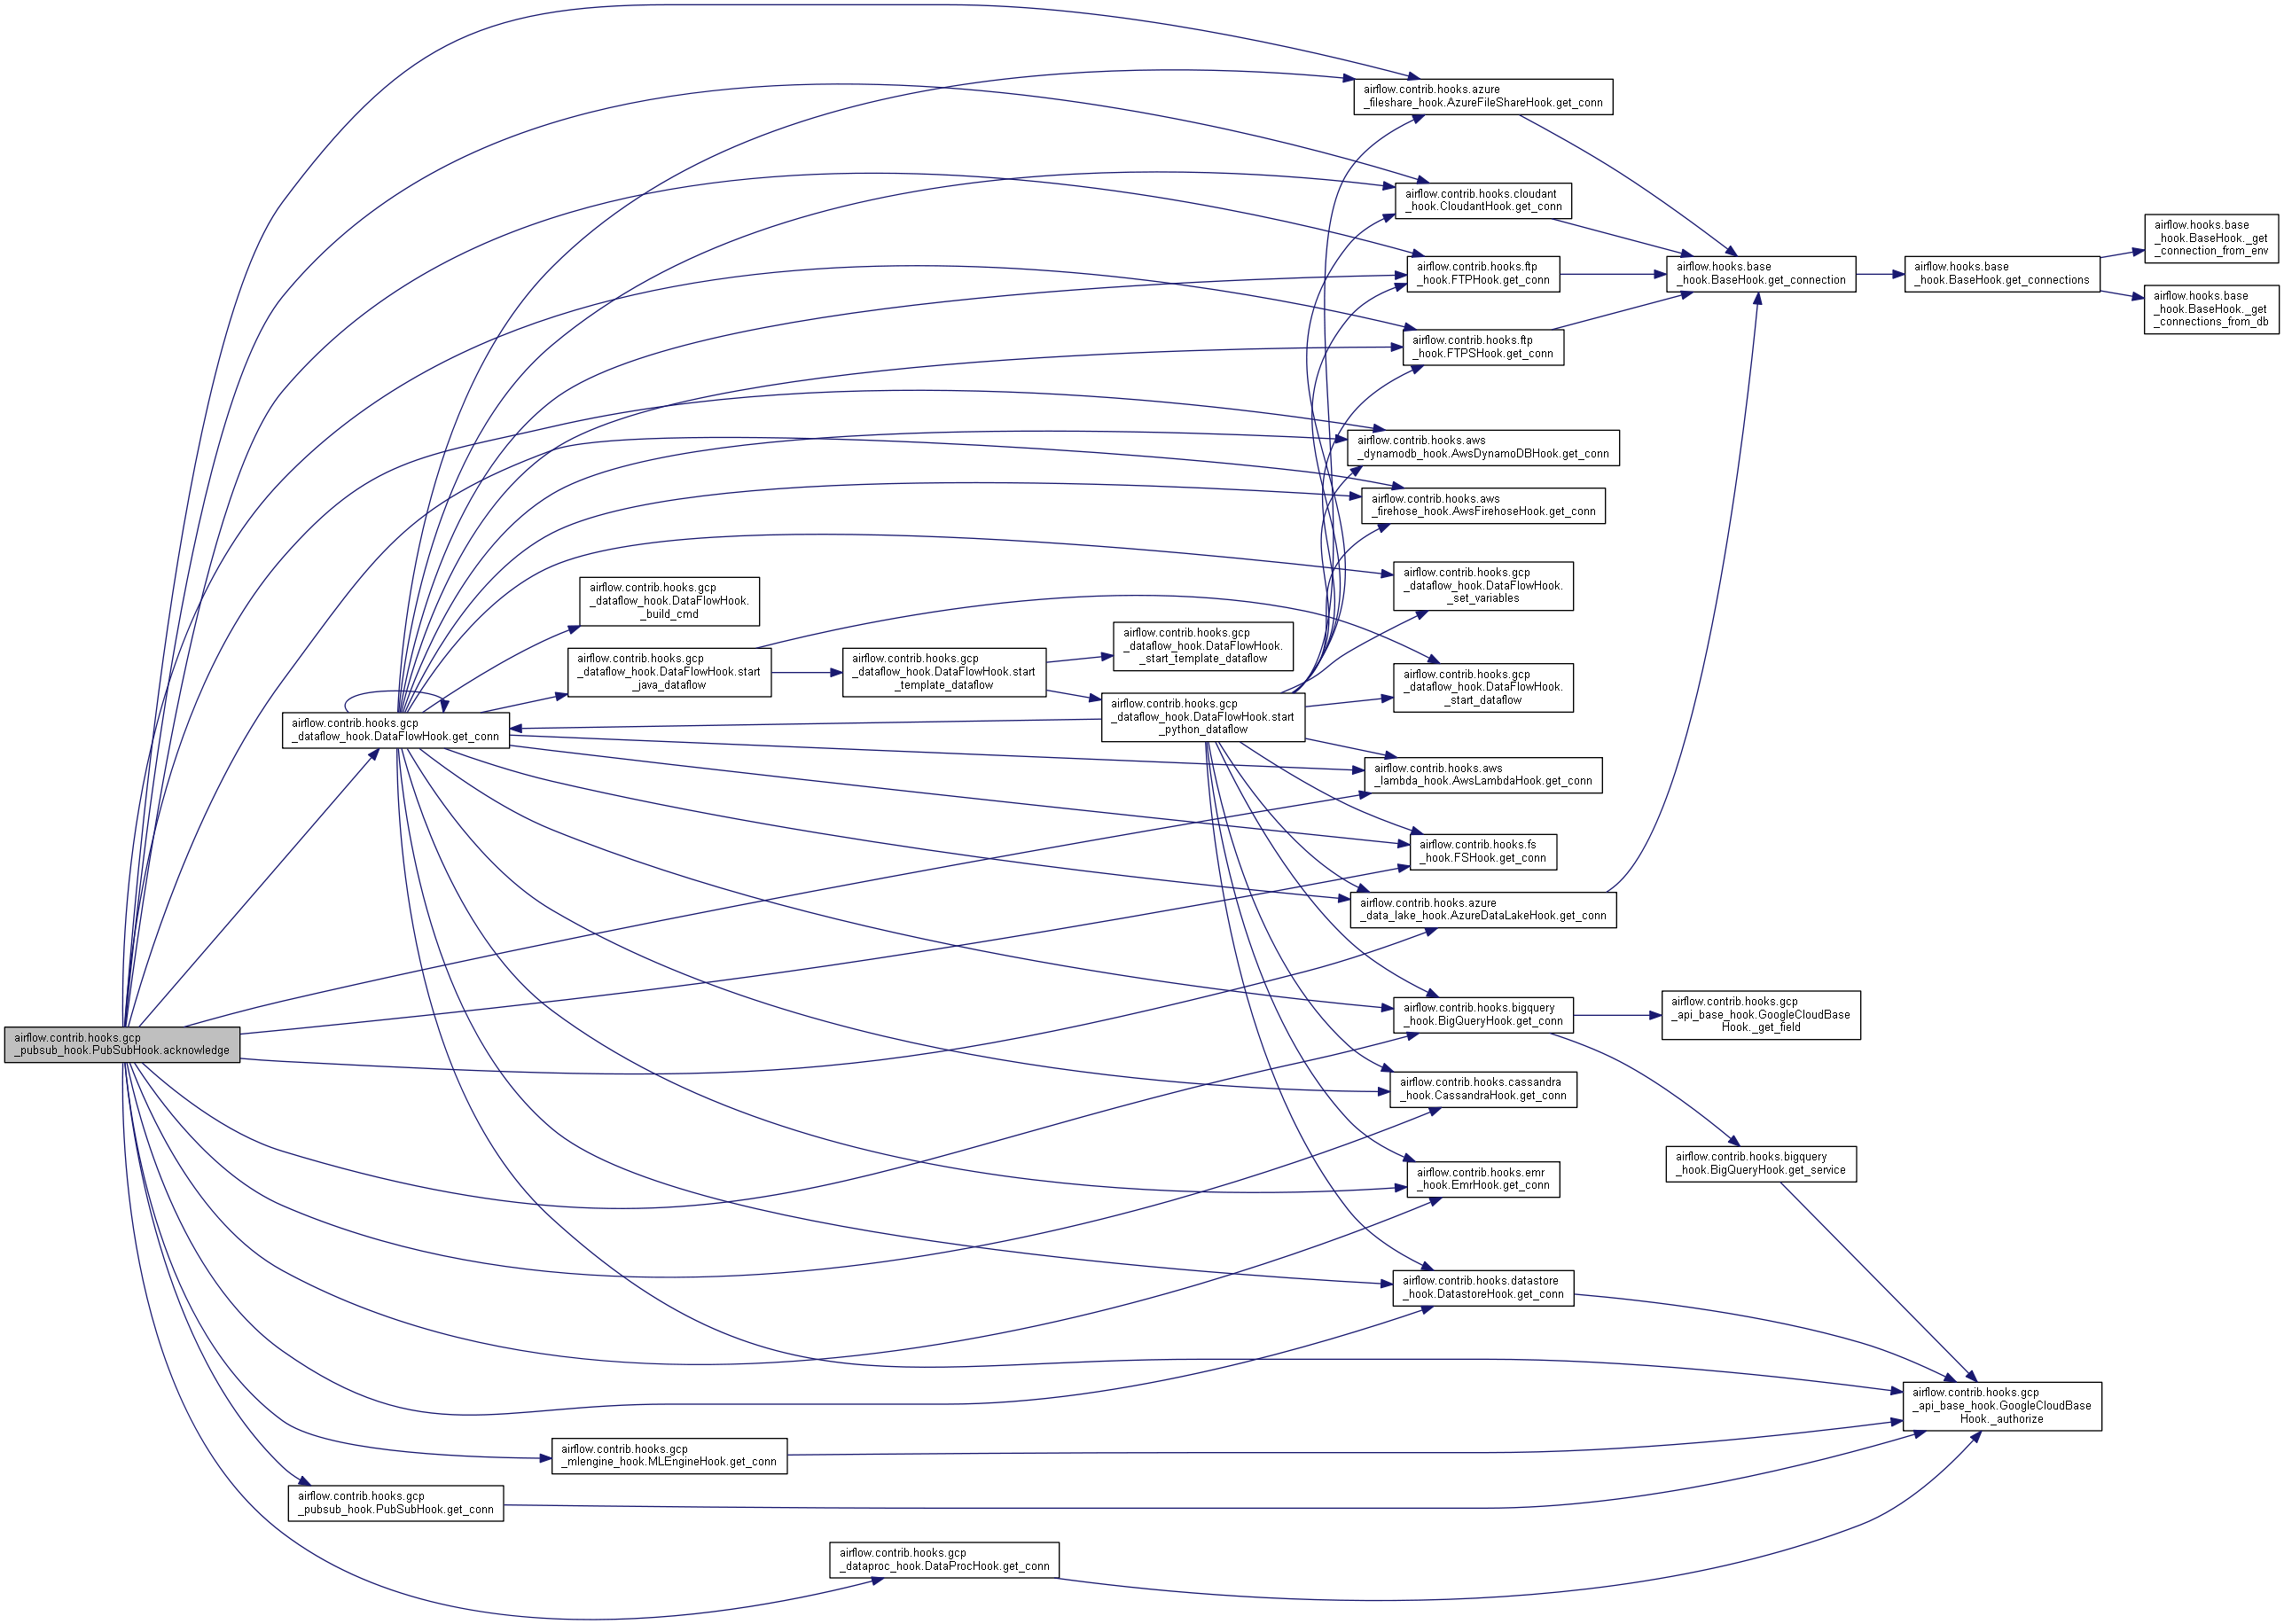 airflow.contrib.hooks.azure
_fileshare_hook.AzureFileShareHook.get_conn
airflow.contrib.hooks.cloudant
_hook.CloudantHook.get_conn
airflow.hooks.base
_hook.BaseHook._get
_connection_from_env
airflow.contrib.hooks.ftp
_hook.FTPHook.get_conn
airflow.hooks.base
_hook.BaseHook.get_connection
airflow.hooks.base
_hook.BaseHook.get_connections
airflow.hooks.base
_hook.BaseHook._get
_connections_from_db
airflow.contrib.hooks.ftp
_hook.FTPSHook.get_conn
airflow.contrib.hooks.aws
_dynamodb_hook.AwsDynamoDBHook.get_conn
airflow.contrib.hooks.aws
_firehose_hook.AwsFirehoseHook.get_conn
airflow.contrib.hooks.gcp
_dataflow_hook.DataFlowHook.
_set_variables
airflow.contrib.hooks.gcp
_dataflow_hook.DataFlowHook.
_build_cmd
airflow.contrib.hooks.gcp
_dataflow_hook.DataFlowHook.
_start_template_dataflow
airflow.contrib.hooks.gcp
_dataflow_hook.DataFlowHook.start
_java_dataflow
airflow.contrib.hooks.gcp
_dataflow_hook.DataFlowHook.start
_template_dataflow
airflow.contrib.hooks.gcp
_dataflow_hook.DataFlowHook.
_start_dataflow
airflow.contrib.hooks.gcp
_dataflow_hook.DataFlowHook.start
_python_dataflow
airflow.contrib.hooks.gcp
_dataflow_hook.DataFlowHook.get_conn
airflow.contrib.hooks.aws
_lambda_hook.AwsLambdaHook.get_conn
airflow.contrib.hooks.fs
_hook.FSHook.get_conn
airflow.contrib.hooks.azure
_data_lake_hook.AzureDataLakeHook.get_conn
airflow.contrib.hooks.bigquery
_hook.BigQueryHook.get_conn
airflow.contrib.hooks.gcp
_api_base_hook.GoogleCloudBase
Hook._get_field
airflow.contrib.hooks.gcp
_pubsub_hook.PubSubHook.acknowledge
airflow.contrib.hooks.cassandra
_hook.CassandraHook.get_conn
airflow.contrib.hooks.bigquery
_hook.BigQueryHook.get_service
airflow.contrib.hooks.emr
_hook.EmrHook.get_conn
airflow.contrib.hooks.datastore
_hook.DatastoreHook.get_conn
airflow.contrib.hooks.gcp
_api_base_hook.GoogleCloudBase
Hook._authorize
airflow.contrib.hooks.gcp
_mlengine_hook.MLEngineHook.get_conn
airflow.contrib.hooks.gcp
_pubsub_hook.PubSubHook.get_conn
airflow.contrib.hooks.gcp
_dataproc_hook.DataProcHook.get_conn